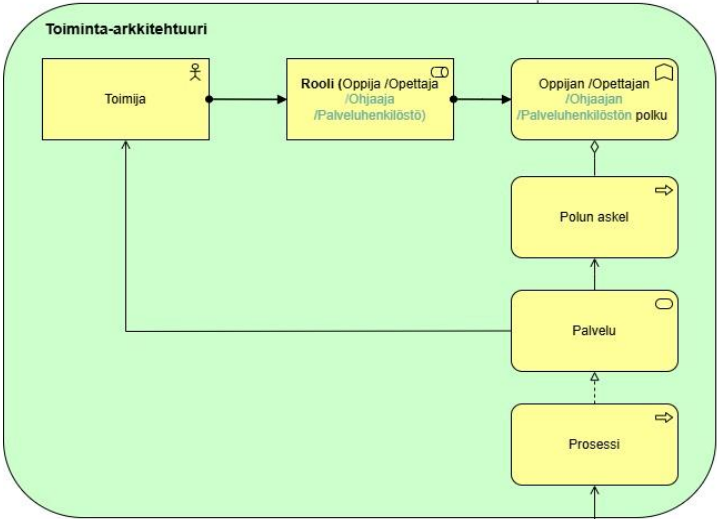 Toiminta-arkkitehtuuri
Toimija
Rooli (Oppija /Opettaja
/Ohjaaja
/Palveluhenkilöstö)
Oppijan /Opettajan
/Ohjaajan
/Palveluhenkilöstön polku
Polun askel
Palvelu
Prosessi